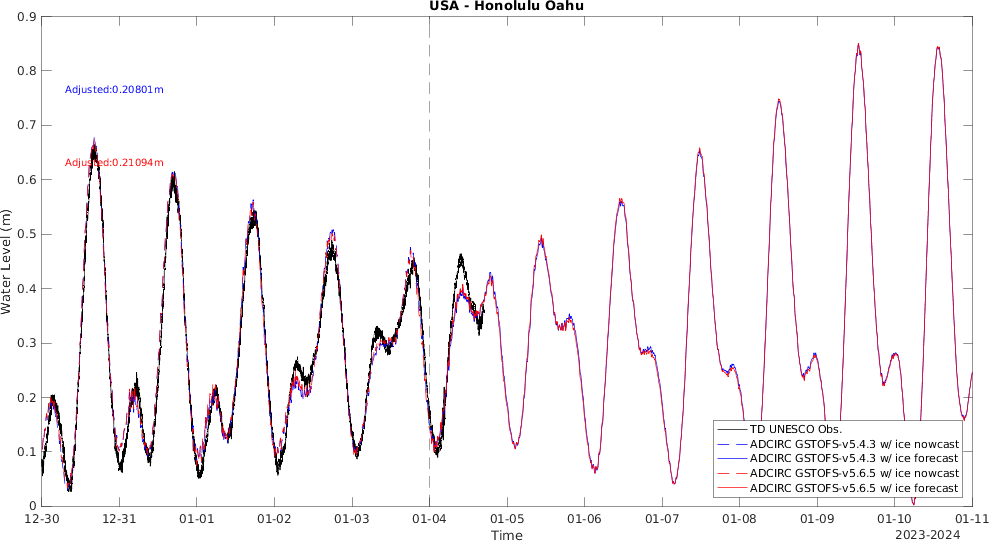 USA - Honolulu Oahu
0.9
0.8
0.7
0.6
0.5
0.4
0.3
0.2
0.1
0
Water Level (m)
Adjusted:0.20801m
Adjusted:0.21094m
TD UNESCO Obs.
ADCIRC GSTOFS-v5.4.3 w/ ice nowcast
ADCIRC GSTOFS-v5.4.3 w/ ice forecast
ADCIRC GSTOFS-v5.6.5 w/ ice nowcast
ADCIRC GSTOFS-v5.6.5 w/ ice forecast
12-30 12-31 01-01 01-02 01-03 01-04 01-05 01-06 01-07 01-08 01-09 01-10 01-11
Time
2023-2024